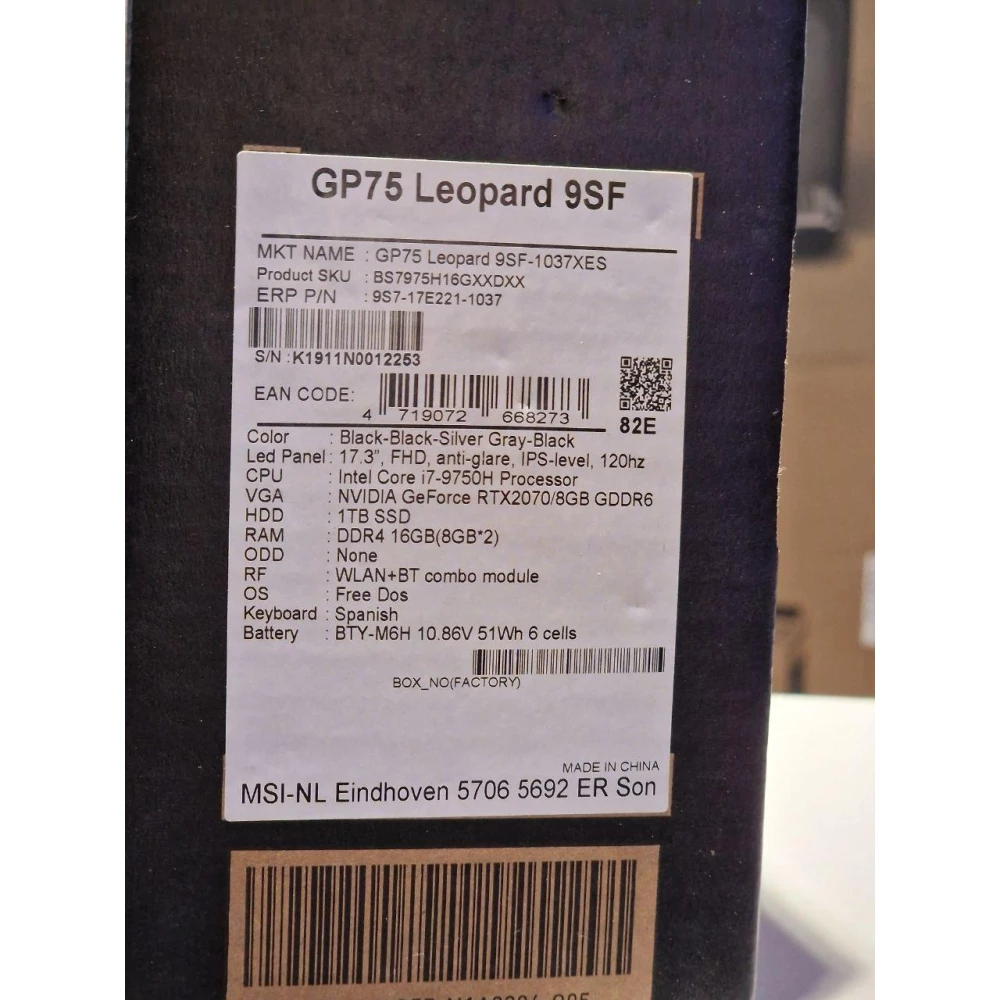 GP75 Leopard 9SF
MKT NAME : GP75 Leopard 9SF-1037XES
Product SKU : BS7975H16GXXDXX
ERP P/N : 9S7-17E221-1037
S/N :K1911N0012253
EAN CODE:
4 719072 668273
82E
Color : Black-Black-Silver Gray-Black
Led Panel : 17.3", FHD, anti-glare, IPS-level, 120hz
CPU : Intel Core i7-9750H Processor
VGA : NVIDIA GeForce RTX2070/8GB GDDR6
HDD : 1TB SSD
RAM : DDR4 16GB(8GB*2)
ODD : None
RF : WLAN+BT combo module
OS : Free Dos
Keyboard : Spanish
Battery : BTY-M6H 10.86V 51Wh 6 cells
BOX_NO(FACTORY)
MADE IN CHINA
MSI-NL Eindhoven 5706 5692 ER Son